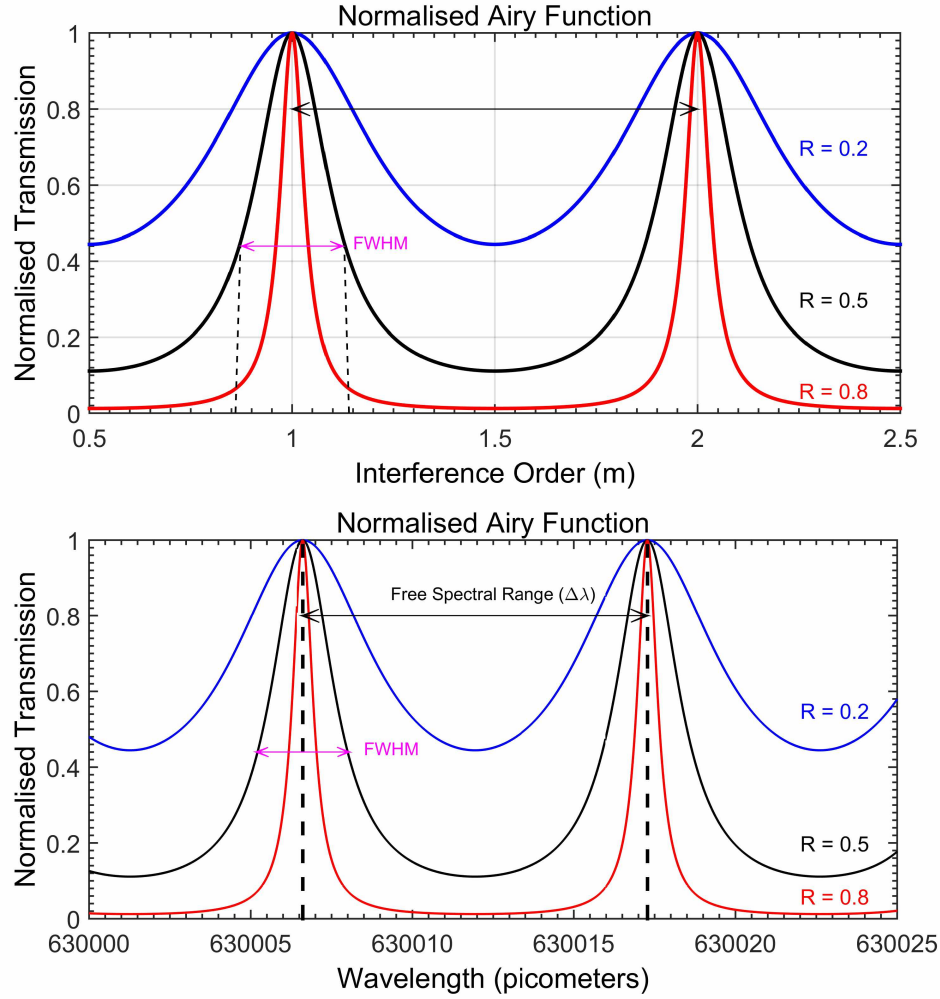 Normalised Airy Function
1
0.8
0.6
0.4
0.2
0
Normalised Transmission
R = 0.2
FWHM
R = 0.5
R = 0.8
0.5
1
1.5
2
2.5
Interference Order (m)
Normalised Airy Function
1
0.8
0.6
0.4
0.2
0
Normalised Transmission
Free Spectral Range (Δλ)
R = 0.2
FWHM
R = 0.5
R = 0.8
630000
630005
630010
630015
630020
630025
Wavelength (picometers)